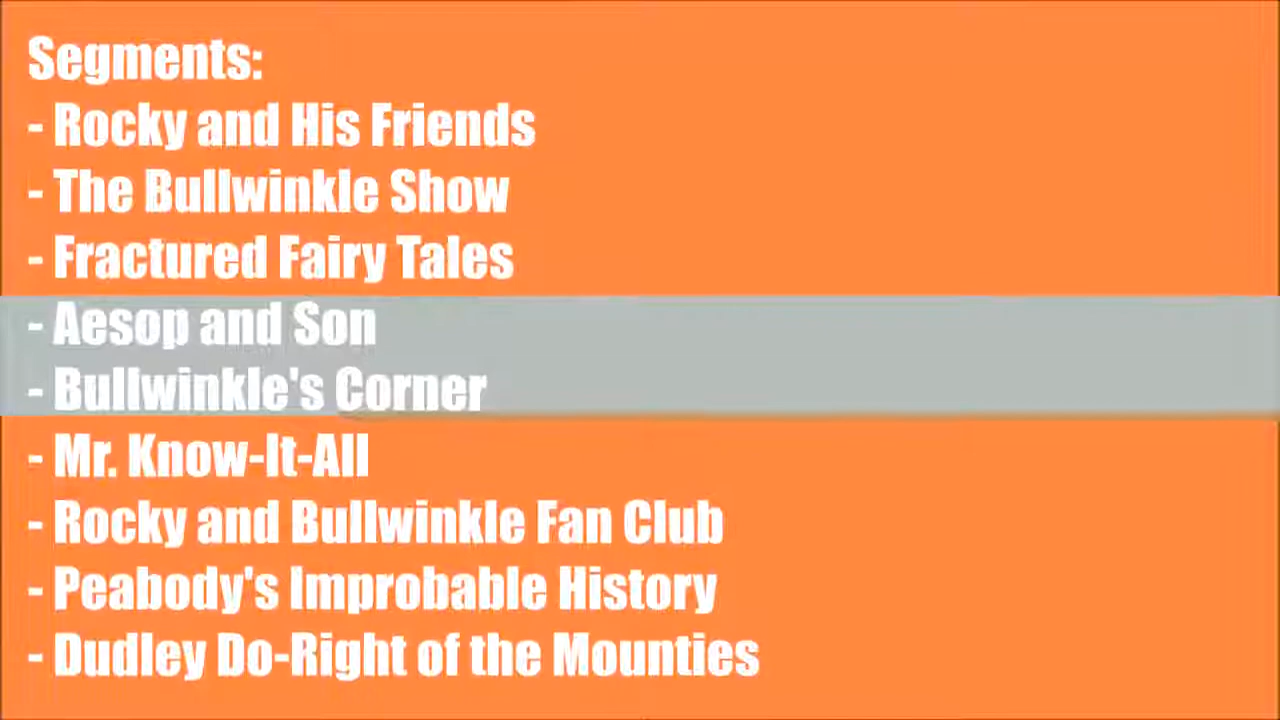 Segments:
- Rocky and His Friends
- The Bullwinkle Show
- Fractured Fairy Tales
- Aesop and Son
- Bullwinkle's Corner
- Mr. Know-It-All
- Rocky and Bullwinkle Fan Club
- Peabody's Improbable History
- Dudley Do-Right of the Mounties